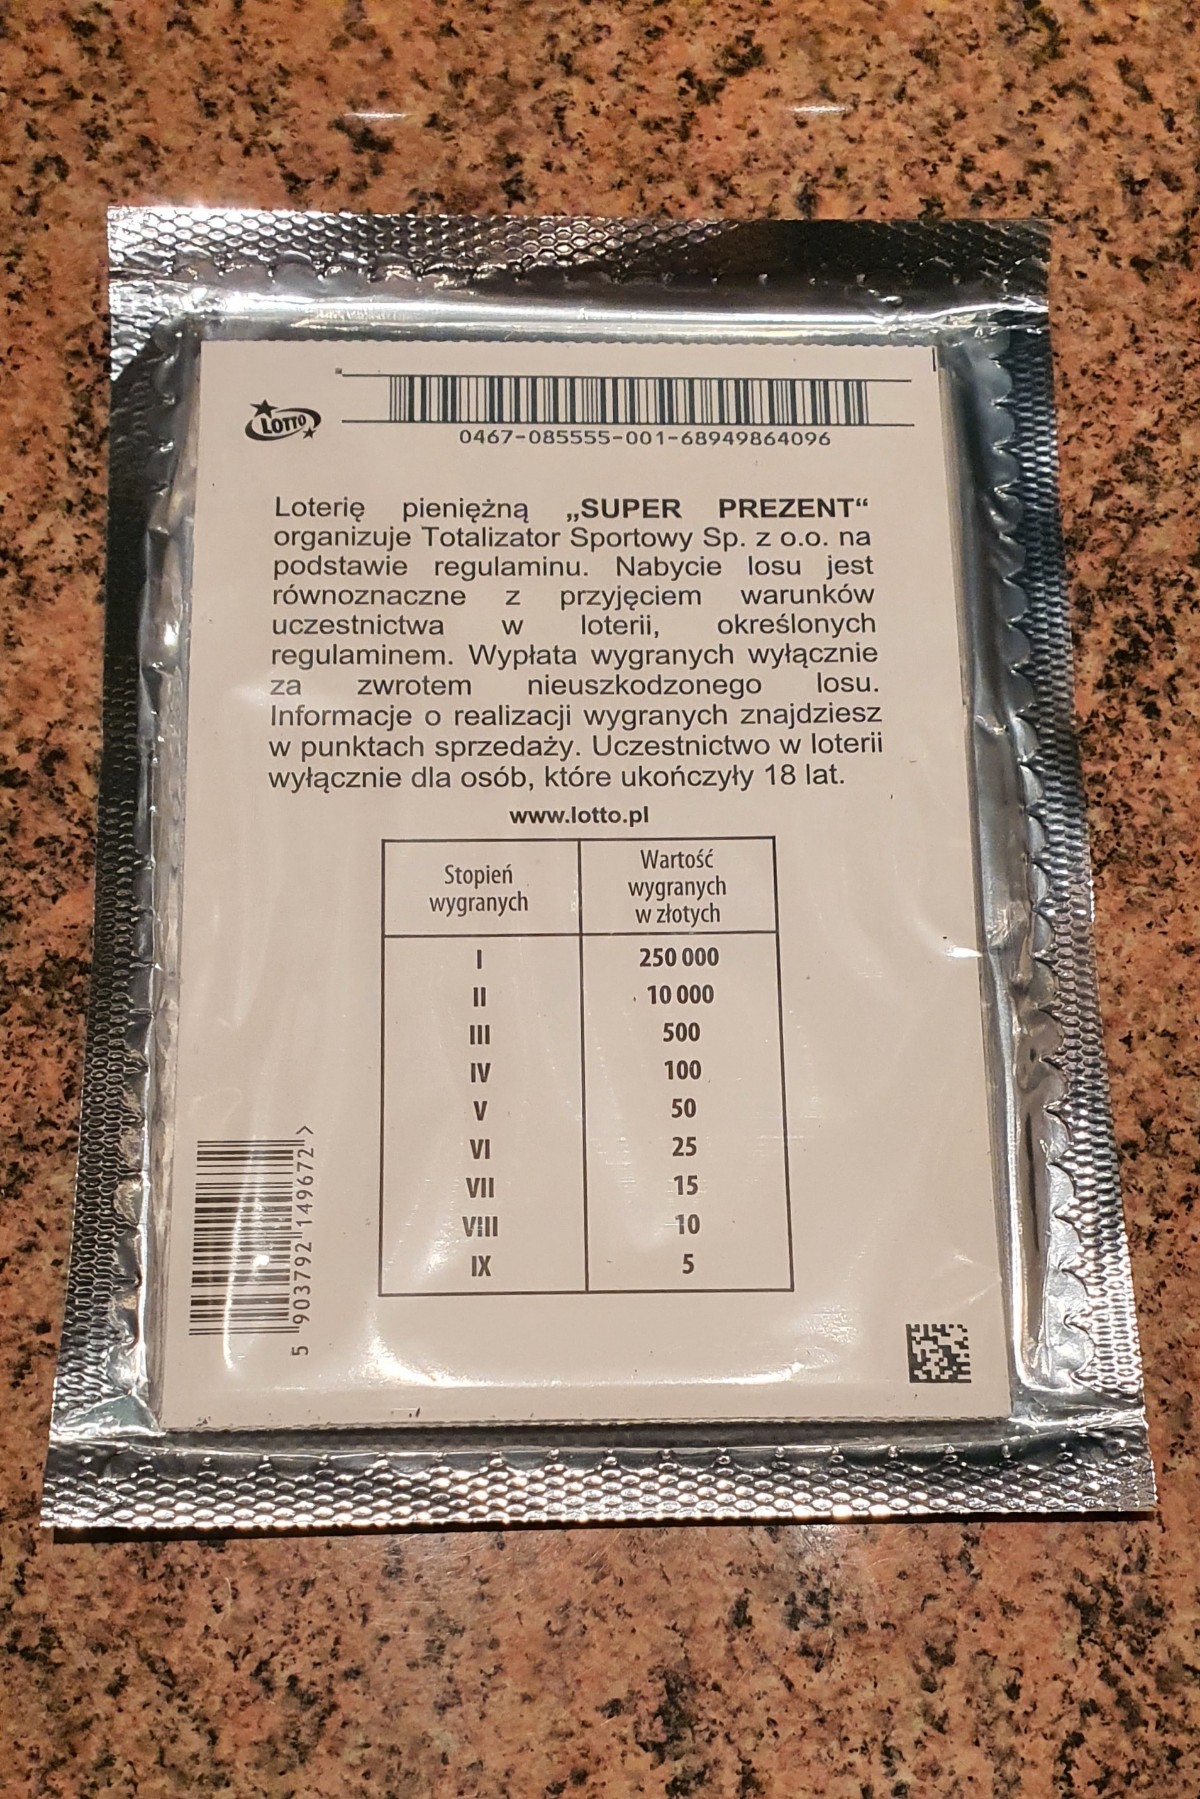 LOTTO
0467-085555-001-68949864096
Loterię pieniężną „SUPER PREZENT“
organizuje Totalizator Sportowy Sp. z o.o. na
podstawie regulaminu. Nabycie losu jest
równoznaczne z przyjęciem warunków
uczestnictwa w loterii, określonych
regulaminem. Wypłata wygranych wyłącznie
za zwrotem nieuszkodzonego losu.
Informacje o realizacji wygranych znajdziesz
w punktach sprzedaży. Uczestnictwo w loterii
wyłącznie dla osób, które ukończyły 18 lat.
www.lotto.pl
Stopień
wygranych
Wartość
wygranych
w złotych
I 250 000
II 10 000
III 500
IV 100
V 50
VI 25
VII 15
VIII 10
IX 5
5 903792 149672 >